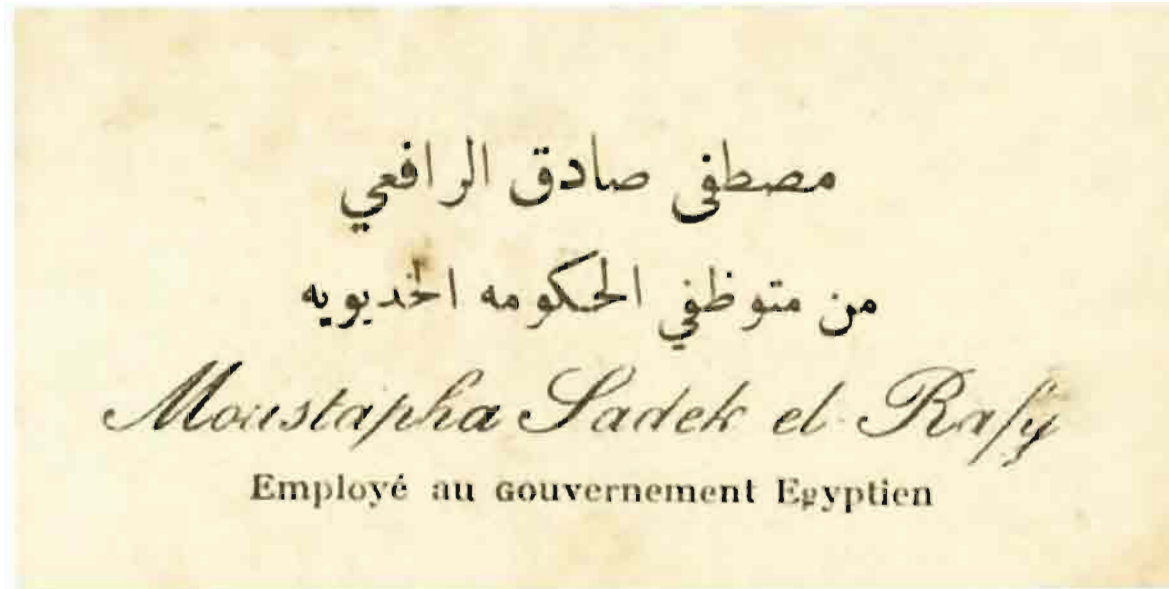 مصطفى صادق الرافعي
من متوظفي الحكومه الخديويه
Moustapha Sadek el-Rafy
Employé au Gouvernement Egyptien